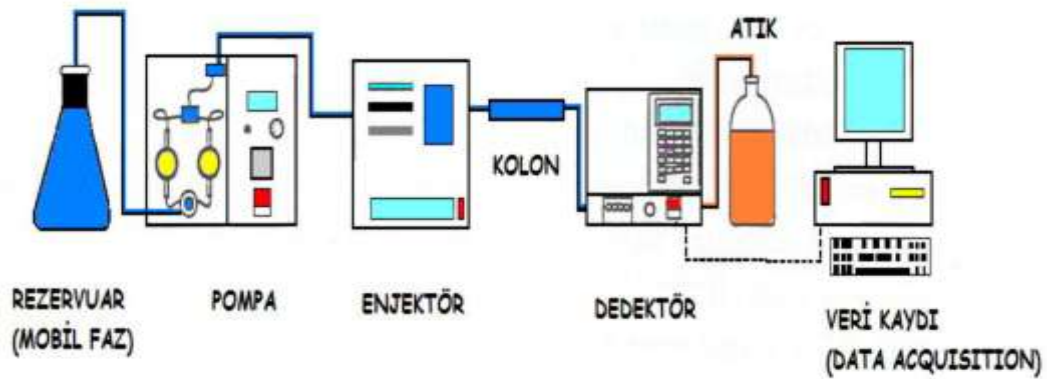 ATIK
KOLON
REZERVUAR
(MOBİL FAZ)
POMPA
ENJEKTÖR
DEDEKTÖR
VERİ KAYDI
(DATA ACQUISITION)